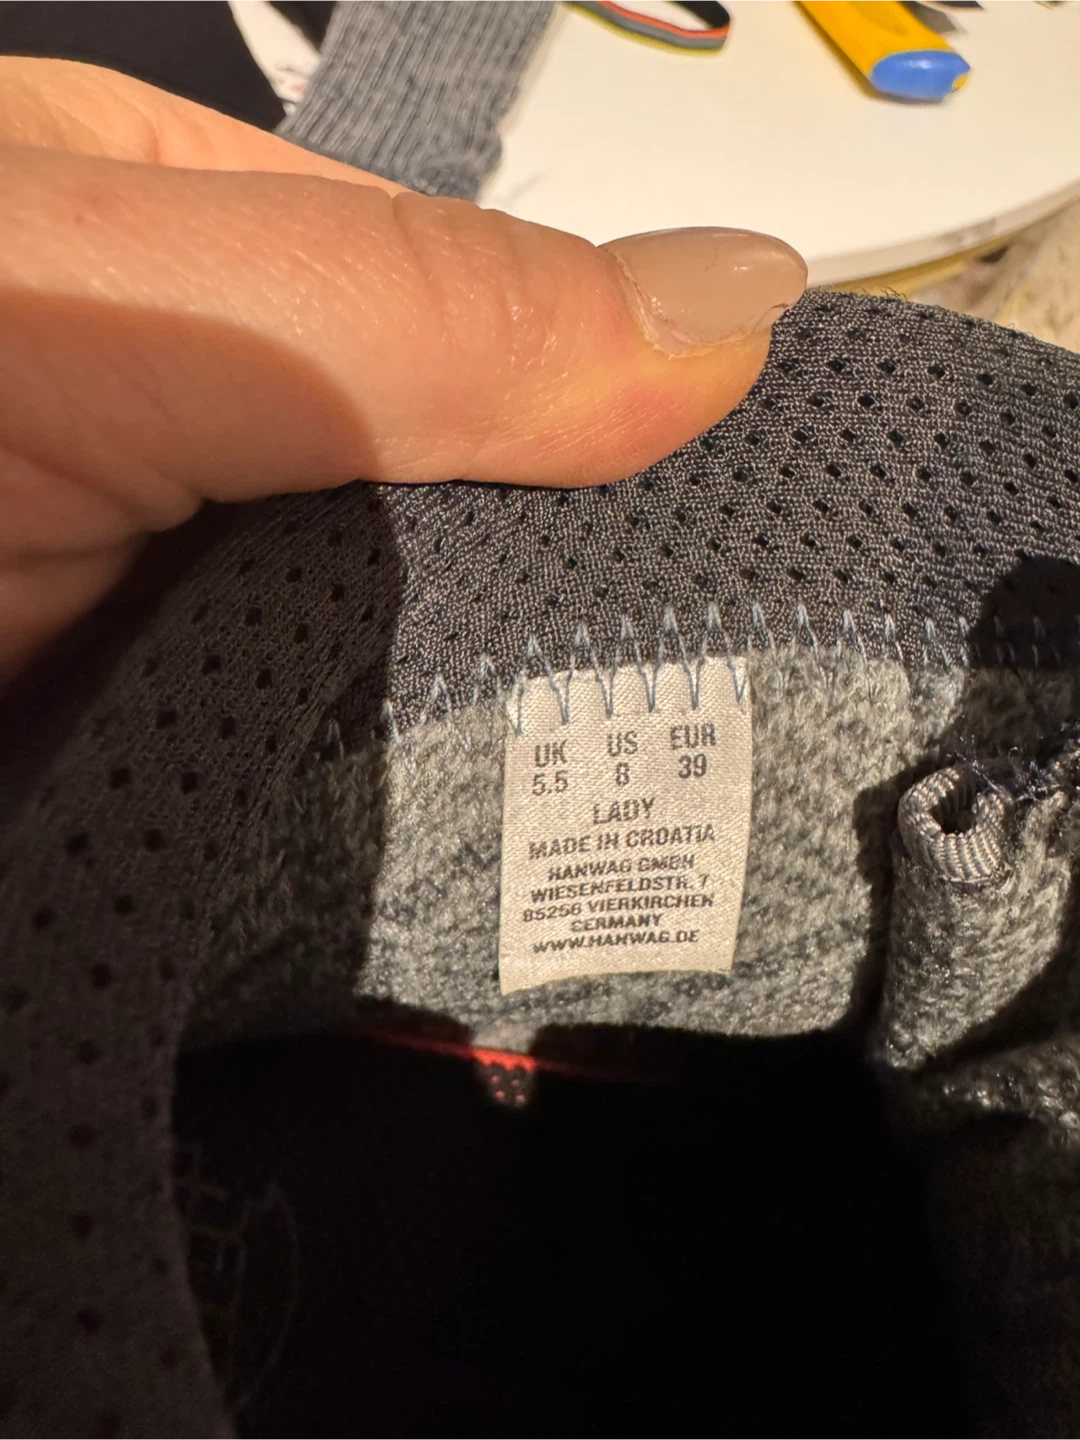 UK US EUR
5.5 8 39
LADY
MADE IN CROATIA
HANWAG GMBH
WIESENFELDSTR. 7
85256 VIERKIRCHEN
GERMANY
WWW.HANWAG.DE